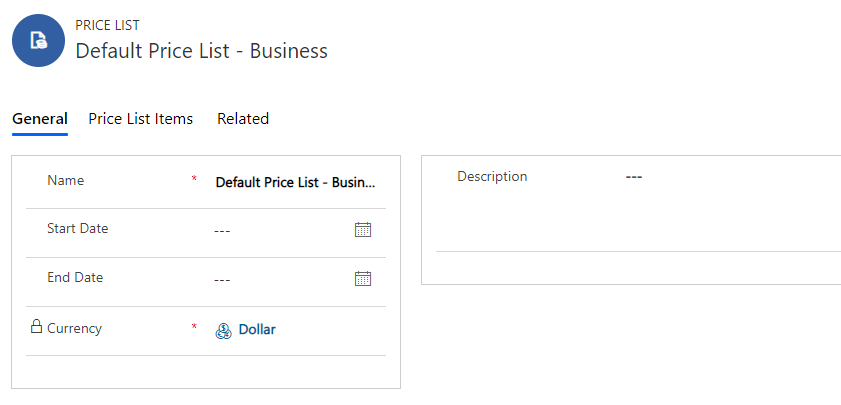 PRICE LIST
Default Price List - Business
General Price List Items Related
Name * Default Price List - Busin...
Start Date ---
End Date ---
Currency * Dollar
Description ---